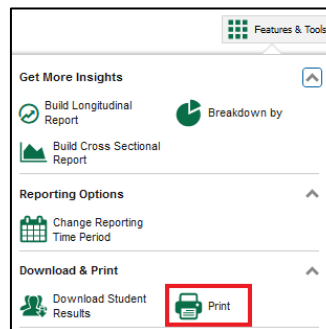 Features & Tools
Get More Insights
Build Longitudinal
Report
Breakdown by
Build Cross Sectional
Report
Reporting Options
Change Reporting
Time Period
Download & Print
Download Student
Results
Print